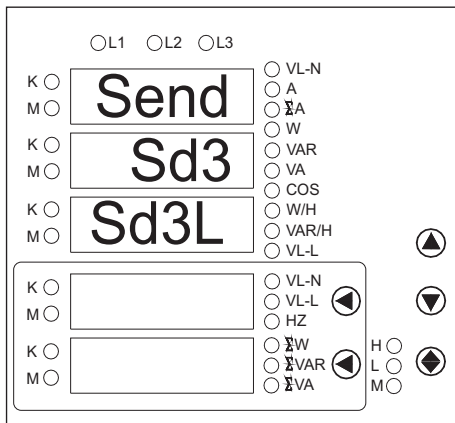 L1 L2 L3
VL-N
K
A
Send
M
ΣA
W
K
VAR
Sd3
M
VA
COS
K
W/H
Sd3L
M
VAR/H
VL-L
K
VL-N
VL-L
M
HZ
K
ΣW
H
ΣVAR
L
M
ΣVA
M